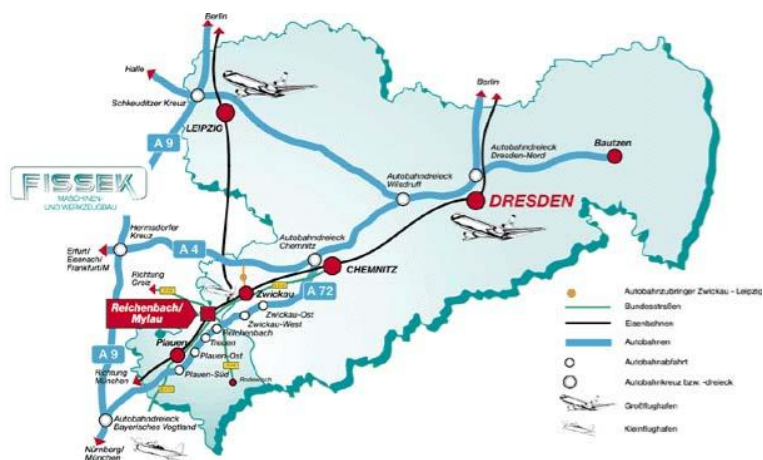 Berlin
Halle
Schkeuditzer Kreuz
LEIPZIG
Berlin
A 9
Autobahndreieck
Dresden-Nord
Bautzen
Autobahndreieck
Wilsdruff
DRESDEN
FISSEK
MASCHINEN-
UND WERKZEUGBAU
Hermsdorfer
Kreuz
Erfurt/
Eisenach/
Frankfurt/M
A 4
Autobahndreieck
Chemnitz
CHEMNITZ
Richtung
Greiz
Zwickau
A 72
Reichenbach/
Mylau
Zwickau-Ost
Zwickau-West
Reichenbach
Treuen
Plauen-Ost
Plauen
Plauen-Süd
Rodewisch
A 9
Richtung
München
Autobahndreieck
Bayerisches Vogtland
Nürnberg/
München
Autobahnzubringer Zwickau - Leipzig
Bundesstraßen
Eisenbahnen
Autobahnen
Autobahnabfahrt
Autobahnkreuz bzw. -dreieck
Großflughafen
Kleinflughafen